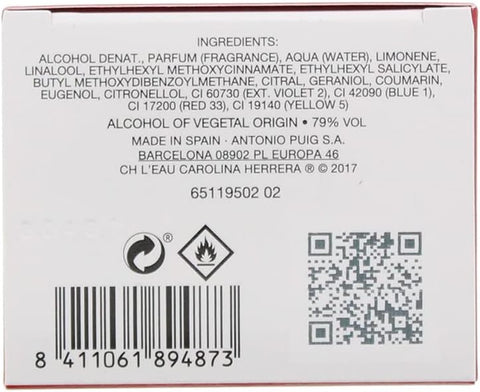 INGREDIENTS:
ALCOHOL DENAT., PARFUM (FRAGRANCE), AQUA (WATER), LIMONENE,
LINALOOL, ETHYLHEXYL METHOXYCINNAMATE, ETHYLHEXYL SALICYLATE,
BUTYL METHOXYDIBENZOYLMETHANE, CITRAL, GERANIOL, COUMARIN,
EUGENOL, CITRONELLOL, CI 60730 (EXT. VIOLET 2), CI 42090 (BLUE 1),
CI 17200 (RED 33), CI 19140 (YELLOW 5)
ALCOHOL OF VEGETAL ORIGIN • 79% VOL
MADE IN SPAIN - ANTONIO PUIG S.A.
BARCELONA 08902 PL EUROPA 46
CH L'EAU CAROLINA HERRERA ® © 2017
65119502 02
®
8 411061 894873